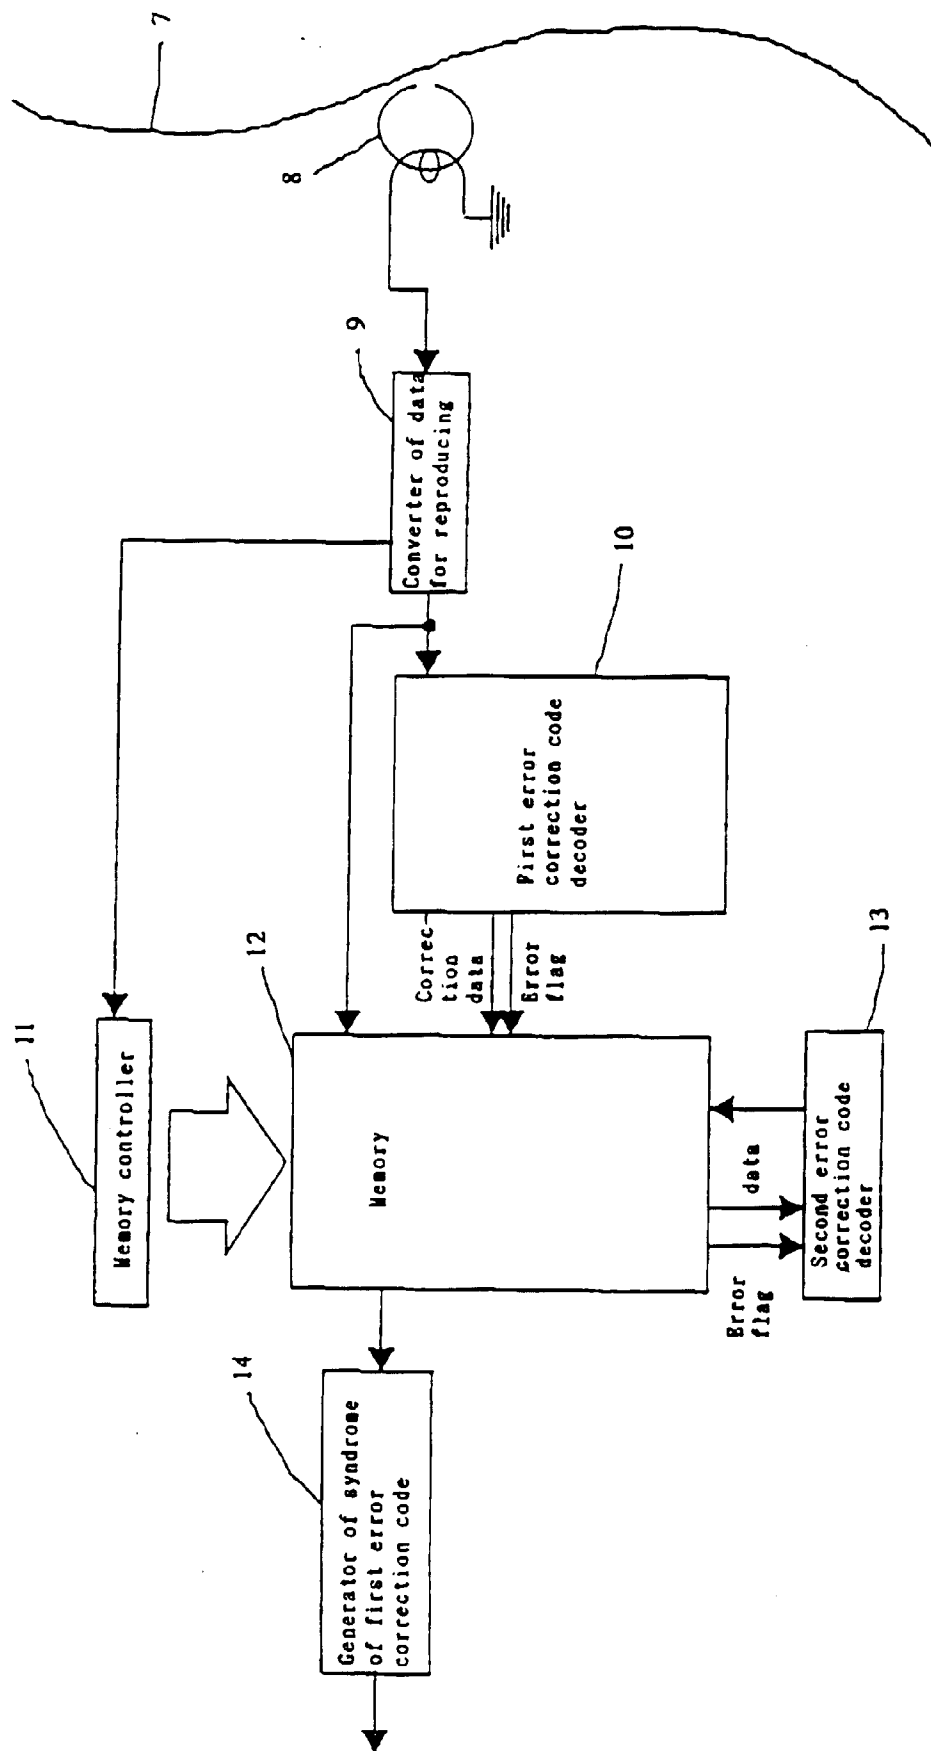 7
8
9
Converter of data
for reproducing
10
First error
correction code
decoder
Correc-
tion
data
Error
flag
11
Memory controller
12
Memory
13
Second error
correction code
decoder
data
Error
flag
14
Generator of syndrome
of first error
correction code